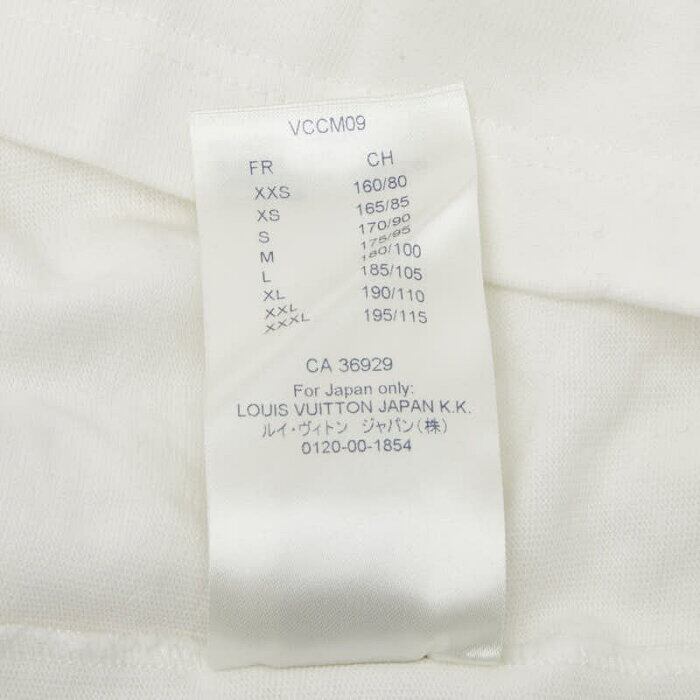 VCCM09
FR CH
XXS 160/80
XS 165/85
S 170/90
M 175/95
L 180/100
XL 185/105
XXL 190/110
XXXL 195/115
CA 36929
For Japan only:
LOUIS VUITTON JAPAN K.K.
ルイ・ヴィトン ジャパン(株)
0120-00-1854